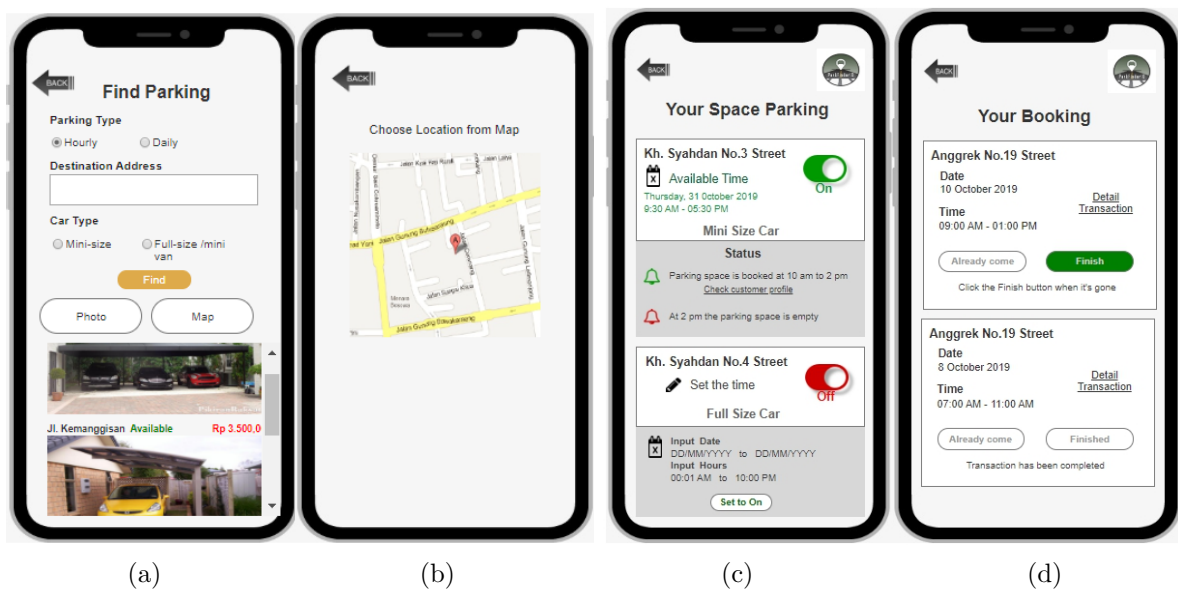 BACK
Find Parking
Parking Type
Hourly Daily
Destination Address
Car Type
Mini-size Full-size /mini
van
Find
Photo Map
Jl. Kemanggisan Available Rp 3.500,0
(a)
BACK
Choose Location from Map
Jalan Gunung Sahari
A
(b)
BACK
Your Space Parking
Kh. Syahdan No.3 Street
Available Time
On
Thursday, 31 0ctober 2019
9:30 AM - 05:30 PM
Mini Size Car
Status
Parking space is booked at 10 am to 2 pm
Check customer profile
At 2 pm the parking space is empty
Kh. Syahdan No.4 Street
Set the time
Off
Full Size Car
Input Date
DD/MM/YYYY to DD/MM/YYYY
Input Hours
00:01 AM to 10:00 PM
Set to On
(c)
BACK
Your Booking
Anggrek No.19 Street
Date
10 October 2019
Detail
Transaction
Time
09:00 AM - 01:00 PM
Already come Finish
Click the Finish button when it's gone
Anggrek No.19 Street
Date
8 October 2019
Detail
Transaction
Time
07:00 AM - 11:00 AM
Already come Finished
Transaction has been completed
(d)